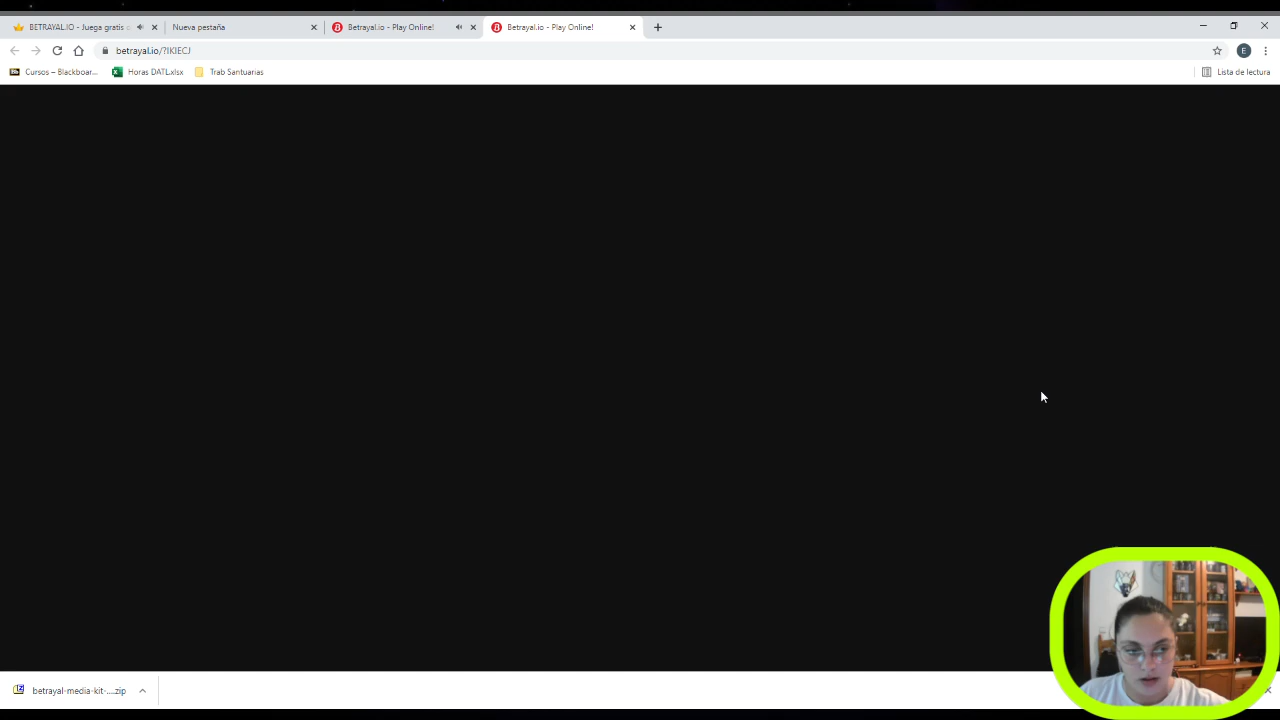 BETRAYAL.IO - Juega gratis
Nueva pestaña
Betrayal.io - Play Online!
Betrayal.io - Play Online!
betrayal.io/?IKIECJ
E
Cursos – Blackboar...
Horas DATL.xlsx
Trab Santuarias
Lista de lectura
betrayal-media-kit-....zip